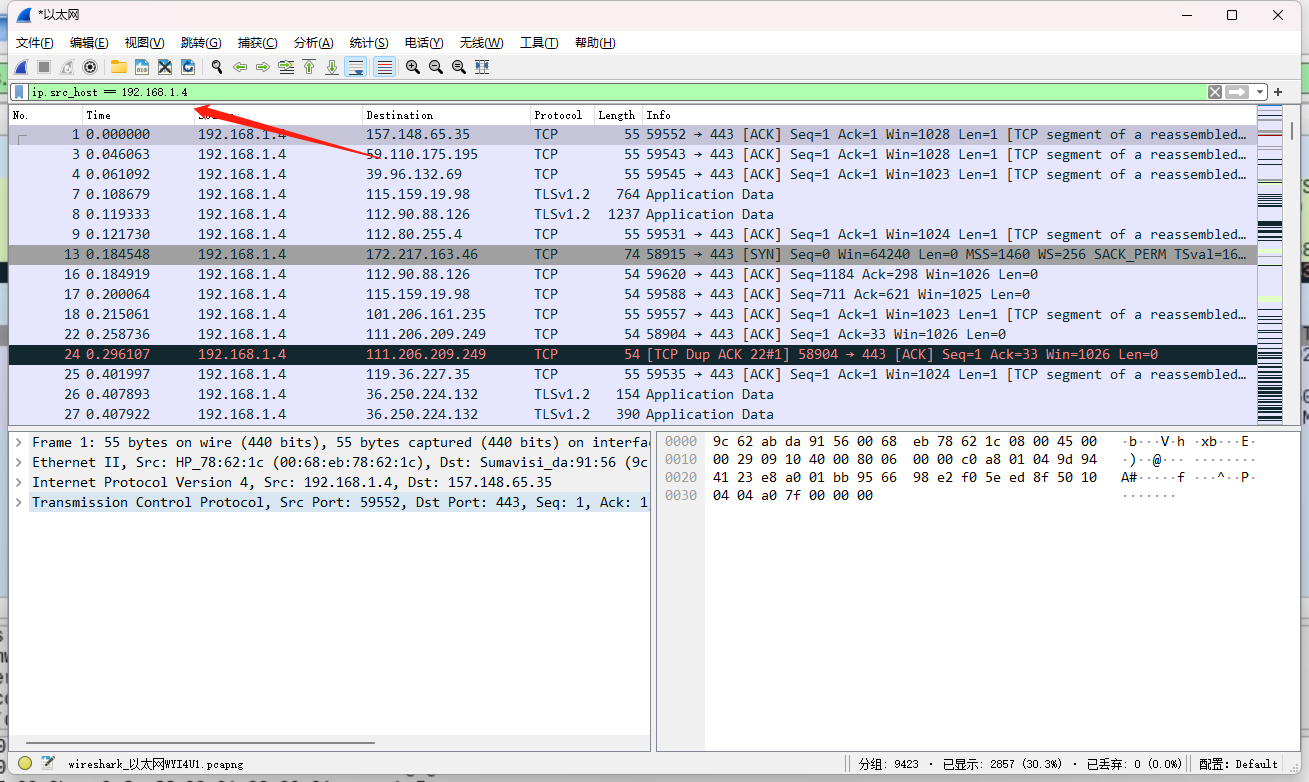 *以太网
文件(F) 编辑(E) 视图(V) 跳转(G) 捕获(C) 分析(A) 统计(S) 电话(Y) 无线(W) 工具(T) 帮助(H)
ip.src_host == 192.168.1.4
No. Time Destination Protocol Length Info
1 0.000000 192.168.1.4 157.148.65.35 TCP 55 59552 → 443 [ACK] Seq=1 Ack=1 Win=1028 Len=1 [TCP segment of a reassembled…
3 0.046063 192.168.1.4 59.110.175.195 TCP 55 59543 → 443 [ACK] Seq=1 Ack=1 Win=1028 Len=1 [TCP segment of a reassembled…
4 0.061092 192.168.1.4 39.96.132.69 TCP 55 59545 → 443 [ACK] Seq=1 Ack=1 Win=1023 Len=1 [TCP segment of a reassembled…
7 0.108679 192.168.1.4 115.159.19.98 TLSv1.2 764 Application Data
8 0.119333 192.168.1.4 112.90.88.126 TLSv1.2 1237 Application Data
9 0.121730 192.168.1.4 112.80.255.4 TCP 55 59531 → 443 [ACK] Seq=1 Ack=1 Win=1024 Len=1 [TCP segment of a reassembled…
13 0.184548 192.168.1.4 172.217.163.46 TCP 74 58915 → 443 [SYN] Seq=0 Win=64240 Len=0 MSS=1460 WS=256 SACK_PERM TSval=16…
16 0.184919 192.168.1.4 112.90.88.126 TCP 54 59620 → 443 [ACK] Seq=1184 Ack=298 Win=1026 Len=0
17 0.200064 192.168.1.4 115.159.19.98 TCP 54 59588 → 443 [ACK] Seq=711 Ack=621 Win=1025 Len=0
18 0.215061 192.168.1.4 101.206.161.235 TCP 55 59557 → 443 [ACK] Seq=1 Ack=1 Win=1023 Len=1 [TCP segment of a reassembled…
22 0.258736 192.168.1.4 111.206.209.249 TCP 54 58904 → 443 [ACK] Seq=1 Ack=33 Win=1026 Len=0
24 0.296107 192.168.1.4 111.206.209.249 TCP 54 [TCP Dup ACK 22#1] 58904 → 443 [ACK] Seq=1 Ack=33 Win=1026 Len=0
25 0.401997 192.168.1.4 119.36.227.35 TCP 55 59535 → 443 [ACK] Seq=1 Ack=1 Win=1024 Len=1 [TCP segment of a reassembled…
26 0.407893 192.168.1.4 36.250.224.132 TLSv1.2 154 Application Data
27 0.407922 192.168.1.4 36.250.224.132 TLSv1.2 390 Application Data
Frame 1: 55 bytes on wire (440 bits), 55 bytes captured (440 bits) on interfa
Ethernet II, Src: HP_78:62:1c (00:68:eb:78:62:1c), Dst: Sumavisi_da:91:56 (9c
Internet Protocol Version 4, Src: 192.168.1.4, Dst: 157.148.65.35
Transmission Control Protocol, Src Port: 59552, Dst Port: 443, Seq: 1, Ack: 1
0000 9c 62 ab da 91 56 00 68 eb 78 62 1c 08 00 45 00 ·b···V·h ·xb···E·
0010 00 29 09 10 40 00 80 06 00 00 c0 a8 01 04 9d 94 ·)··@··· ········
0020 41 23 e8 a0 01 bb 95 66 98 e2 f0 5e ed 8f 50 10 A#·····f ···^··P·
0030 04 04 a0 7f 00 00 00 ·······
wireshark_以太网WYI4U1.pcapng 分组: 9423 · 已显示: 2857 (30.3%) · 已丢弃: 0 (0.0%) 配置: Default